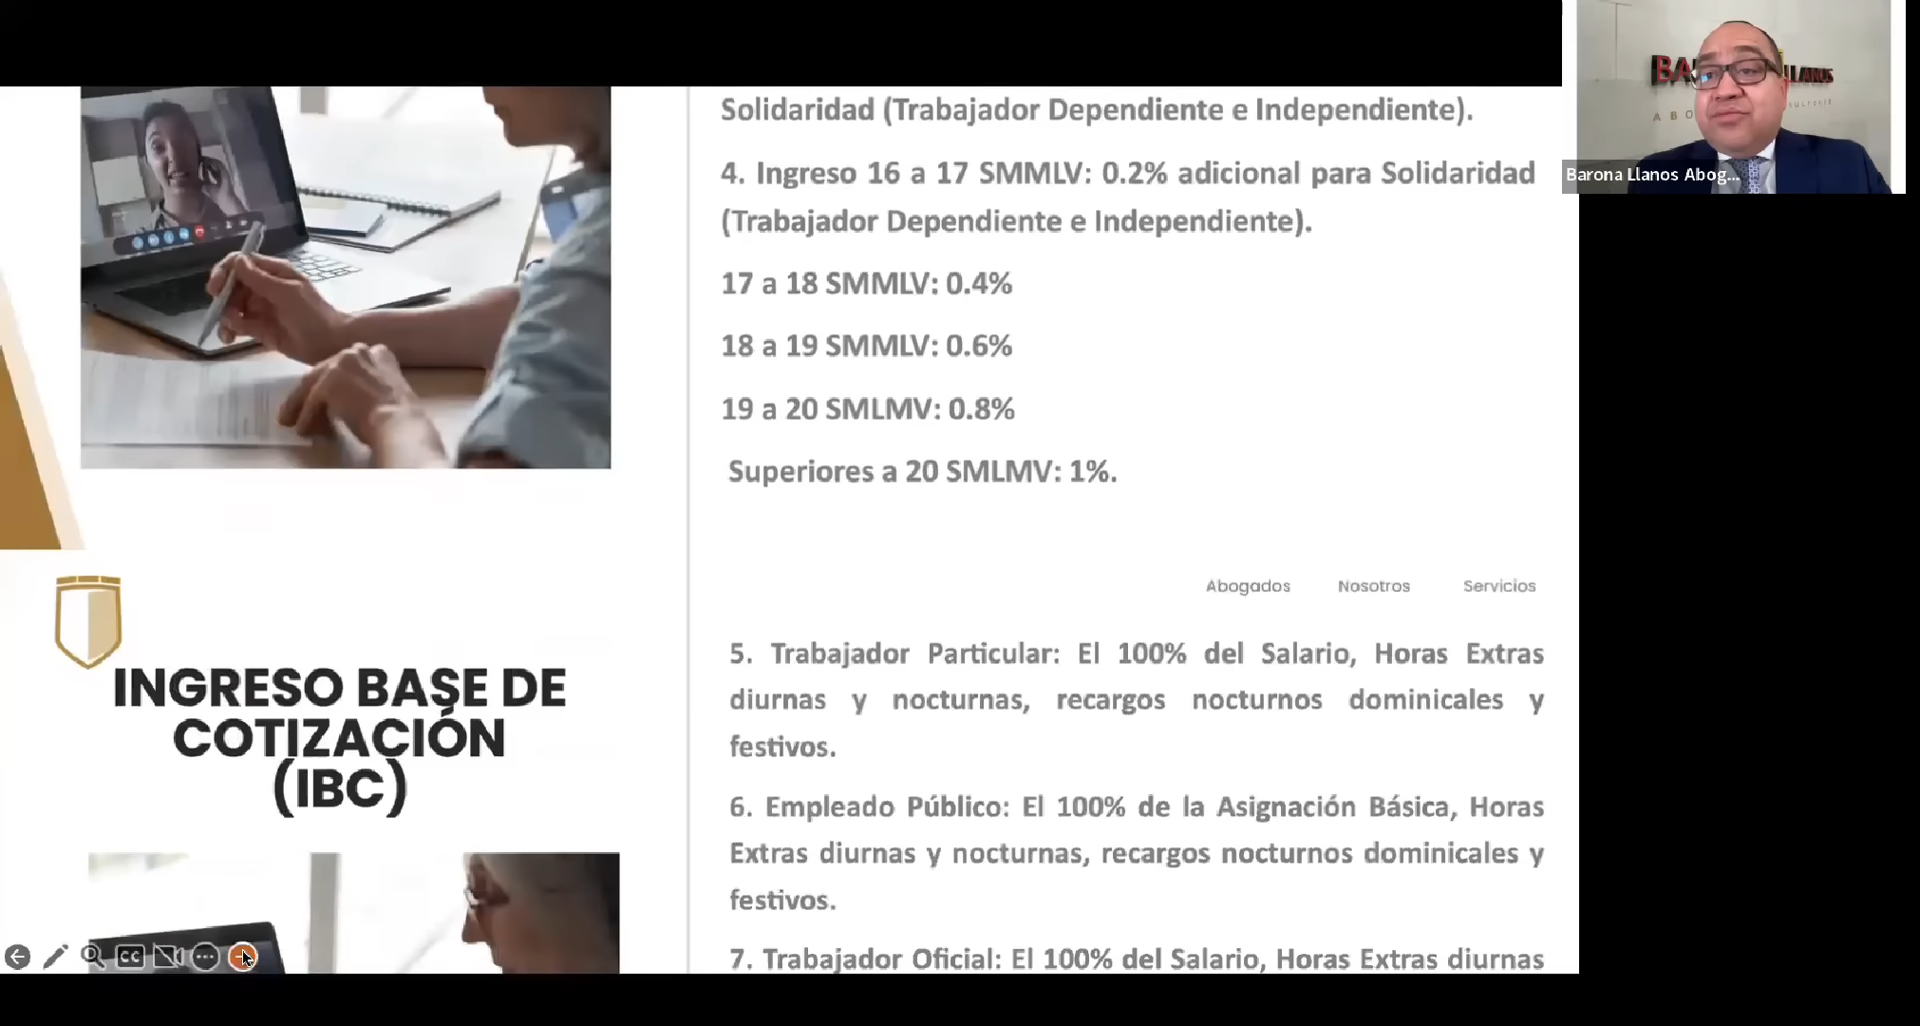 Solidaridad (Trabajador Dependiente e Independiente).
4. Ingreso 16 a 17 SMMLV: 0.2% adicional para Solidaridad
(Trabajador Dependiente e Independiente).
17 a 18 SMMLV: 0.4%
18 a 19 SMMLV: 0.6%
19 a 20 SMLMV: 0.8%
Superiores a 20 SMLMV: 1%.
Abogados Nosotros Servicios
INGRESO BASE DE
COTIZACIÓN
(IBC)
5. Trabajador Particular: El 100% del Salario, Horas Extras
diurnas y nocturnas, recargos nocturnos dominicales y
festivos.
6. Empleado Público: El 100% de la Asignación Básica, Horas
Extras diurnas y nocturnas, recargos nocturnos dominicales y
festivos.
7. Trabajador Oficial: El 100% del Salario, Horas Extras diurnas
CC
Barona Llanos Abog...